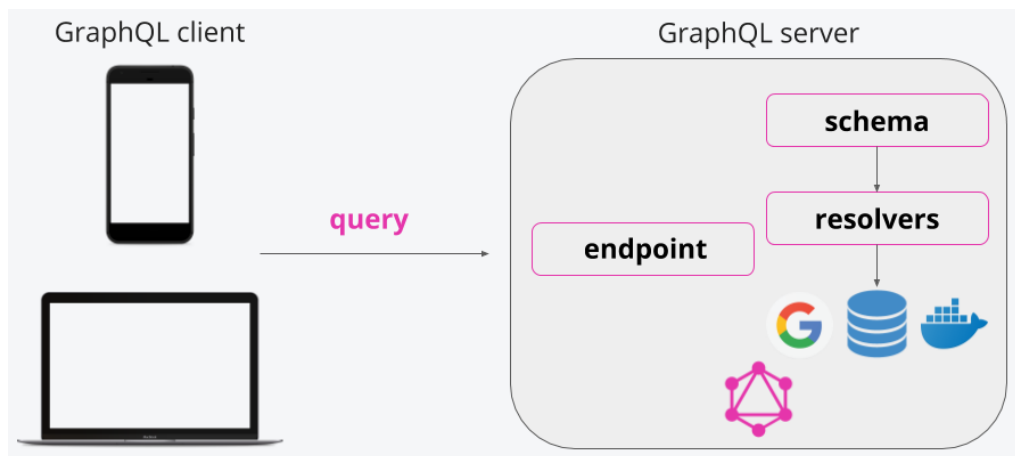 GraphQL client
GraphQL server
schema
query
resolvers
endpoint